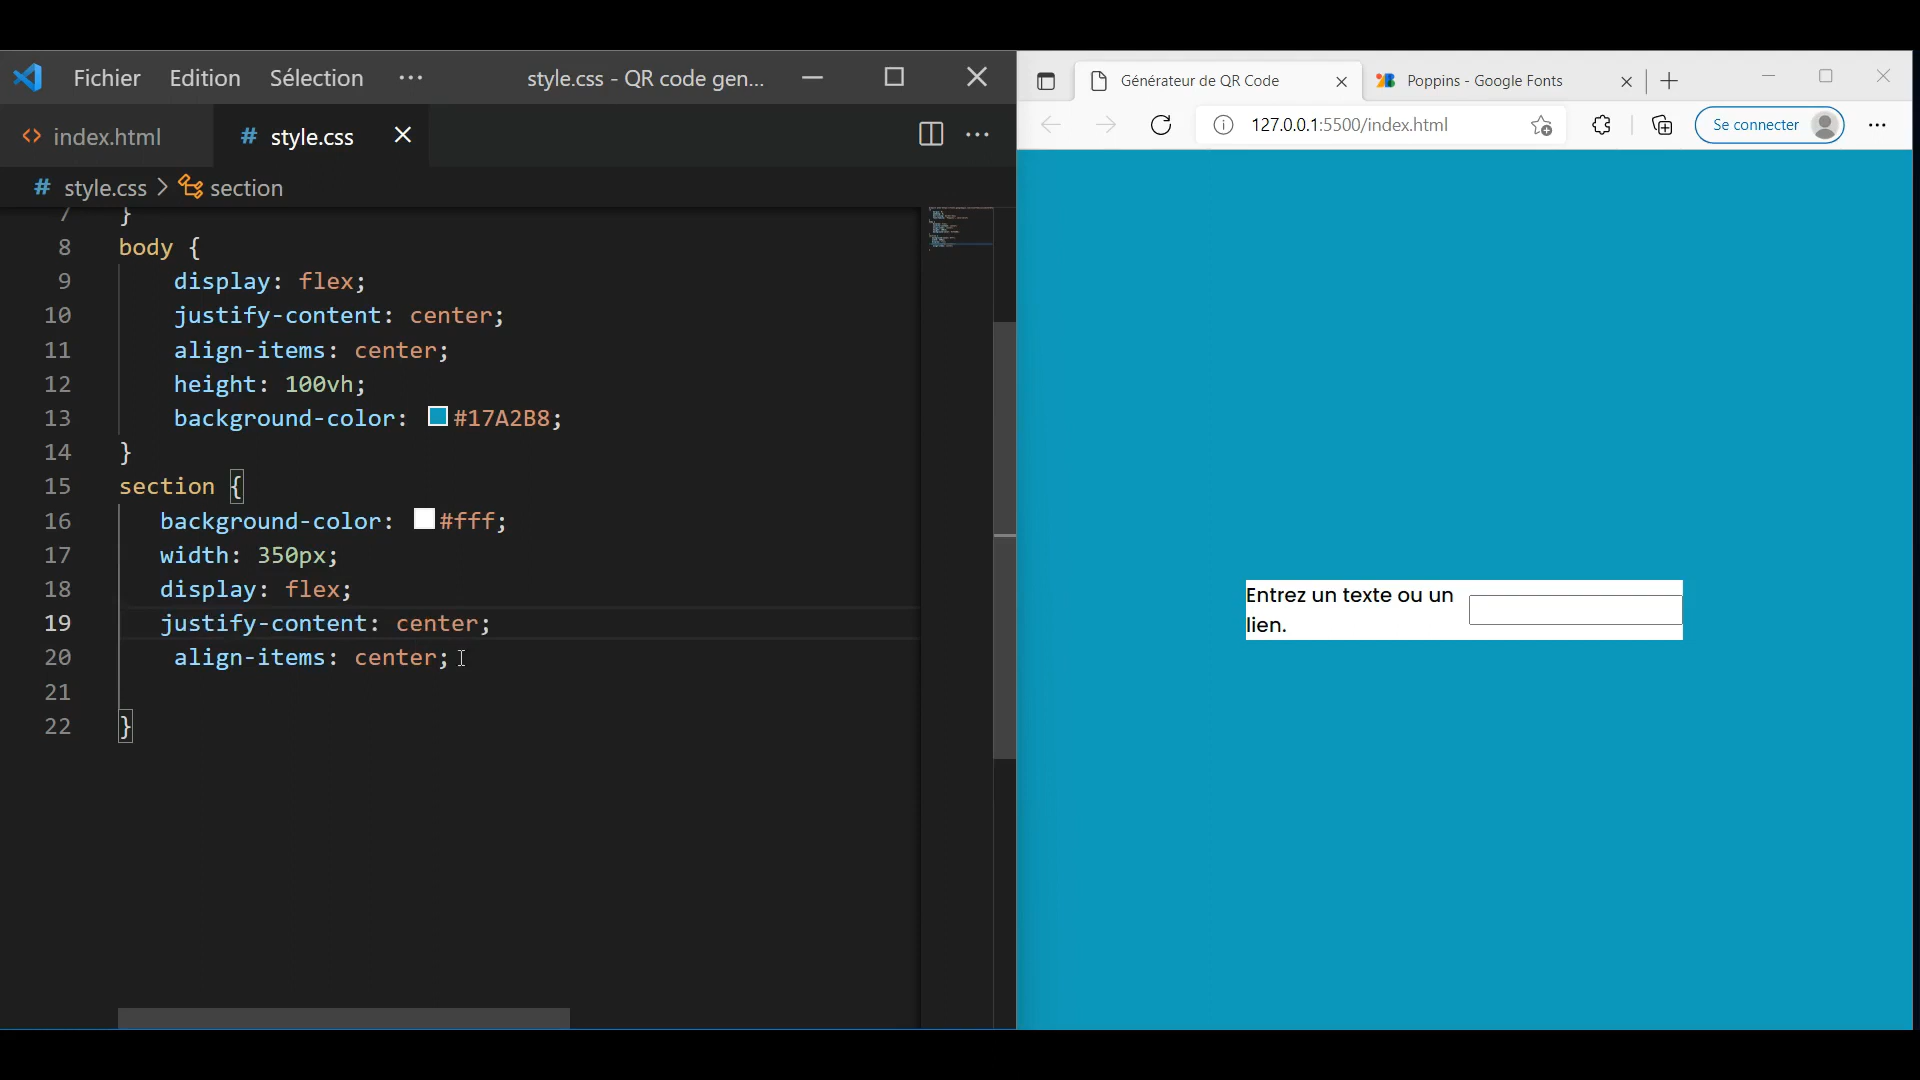 Fichier Edition Sélection ··· style.css - QR code gen...
index.html # style.css
# style.css > section
7 }
8 body {
9 display: flex;
10 justify-content: center;
11 align-items: center;
12 height: 100vh;
13 background-color: #17A2B8;
14 }
15 section {
16 background-color: #fff;
17 width: 350px;
18 display: flex;
19 justify-content: center;
20 align-items: center;
21
22 }
Générateur de QR Code Poppins - Google Fonts
127.0.0.1:5500/index.html Se connecter
Entrez un texte ou un
lien.